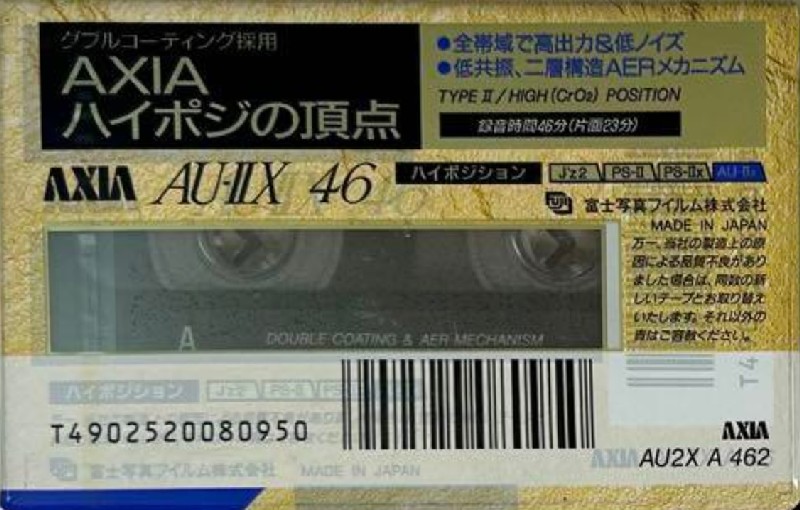 ダブルコーティング採用
AXIA
ハイポジの頂点
●全帯域で高出力&低ノイズ
●低共振、二層構造AERメカニズム
TYPE II/HIGH (CrO₂) POSITION
録音時間46分(片面23分)
AXIA AU-IIX 46
ハイポジション J'z2 PS-II PS-IIx AU-IIx
富士写真フイルム株式会社
MADE IN JAPAN
万一、当社の製造上の原
因による品質不良があり
ました場合は、同数の新
しいテープとお取り替え
いたします。それ以外の
責はご容赦ください。
A DOUBLE COATING & AER MECHANISM
ハイポジション J'z2 PS-II
T4902520080950
富士写真フイルム株式会社 MADE IN JAPAN
T4
AXIA
AU2X A 462